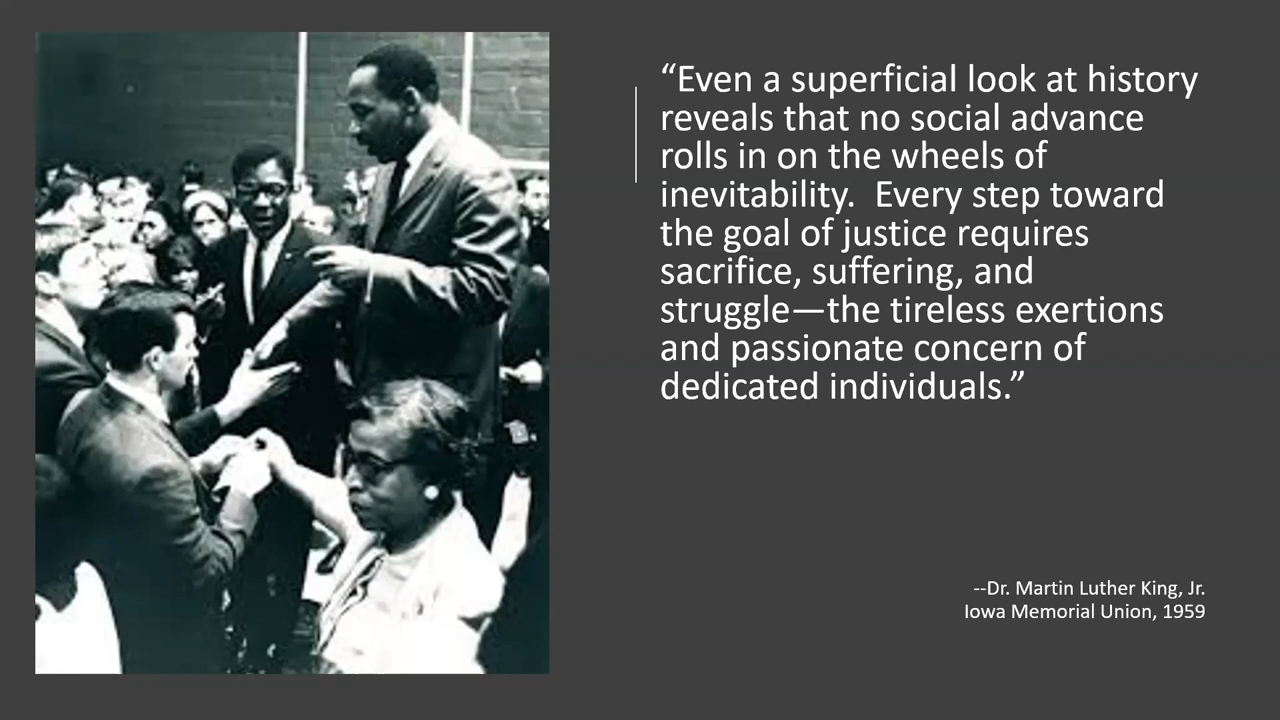 “Even a superficial look at history
reveals that no social advance
rolls in on the wheels of
inevitability.  Every step toward
the goal of justice requires
sacrifice, suffering, and
struggle—the tireless exertions
and passionate concern of
dedicated individuals.”
--Dr. Martin Luther King, Jr.
Iowa Memorial Union, 1959